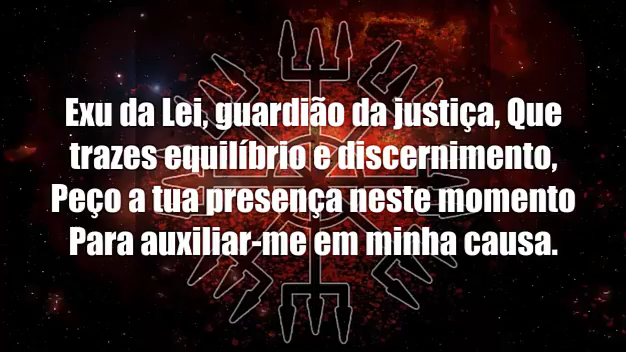 Exu da Lei, guardião da justiça, Que
trazes equilíbrio e discernimento,
Peço a tua presença neste momento
Para auxiliar-me em minha causa.